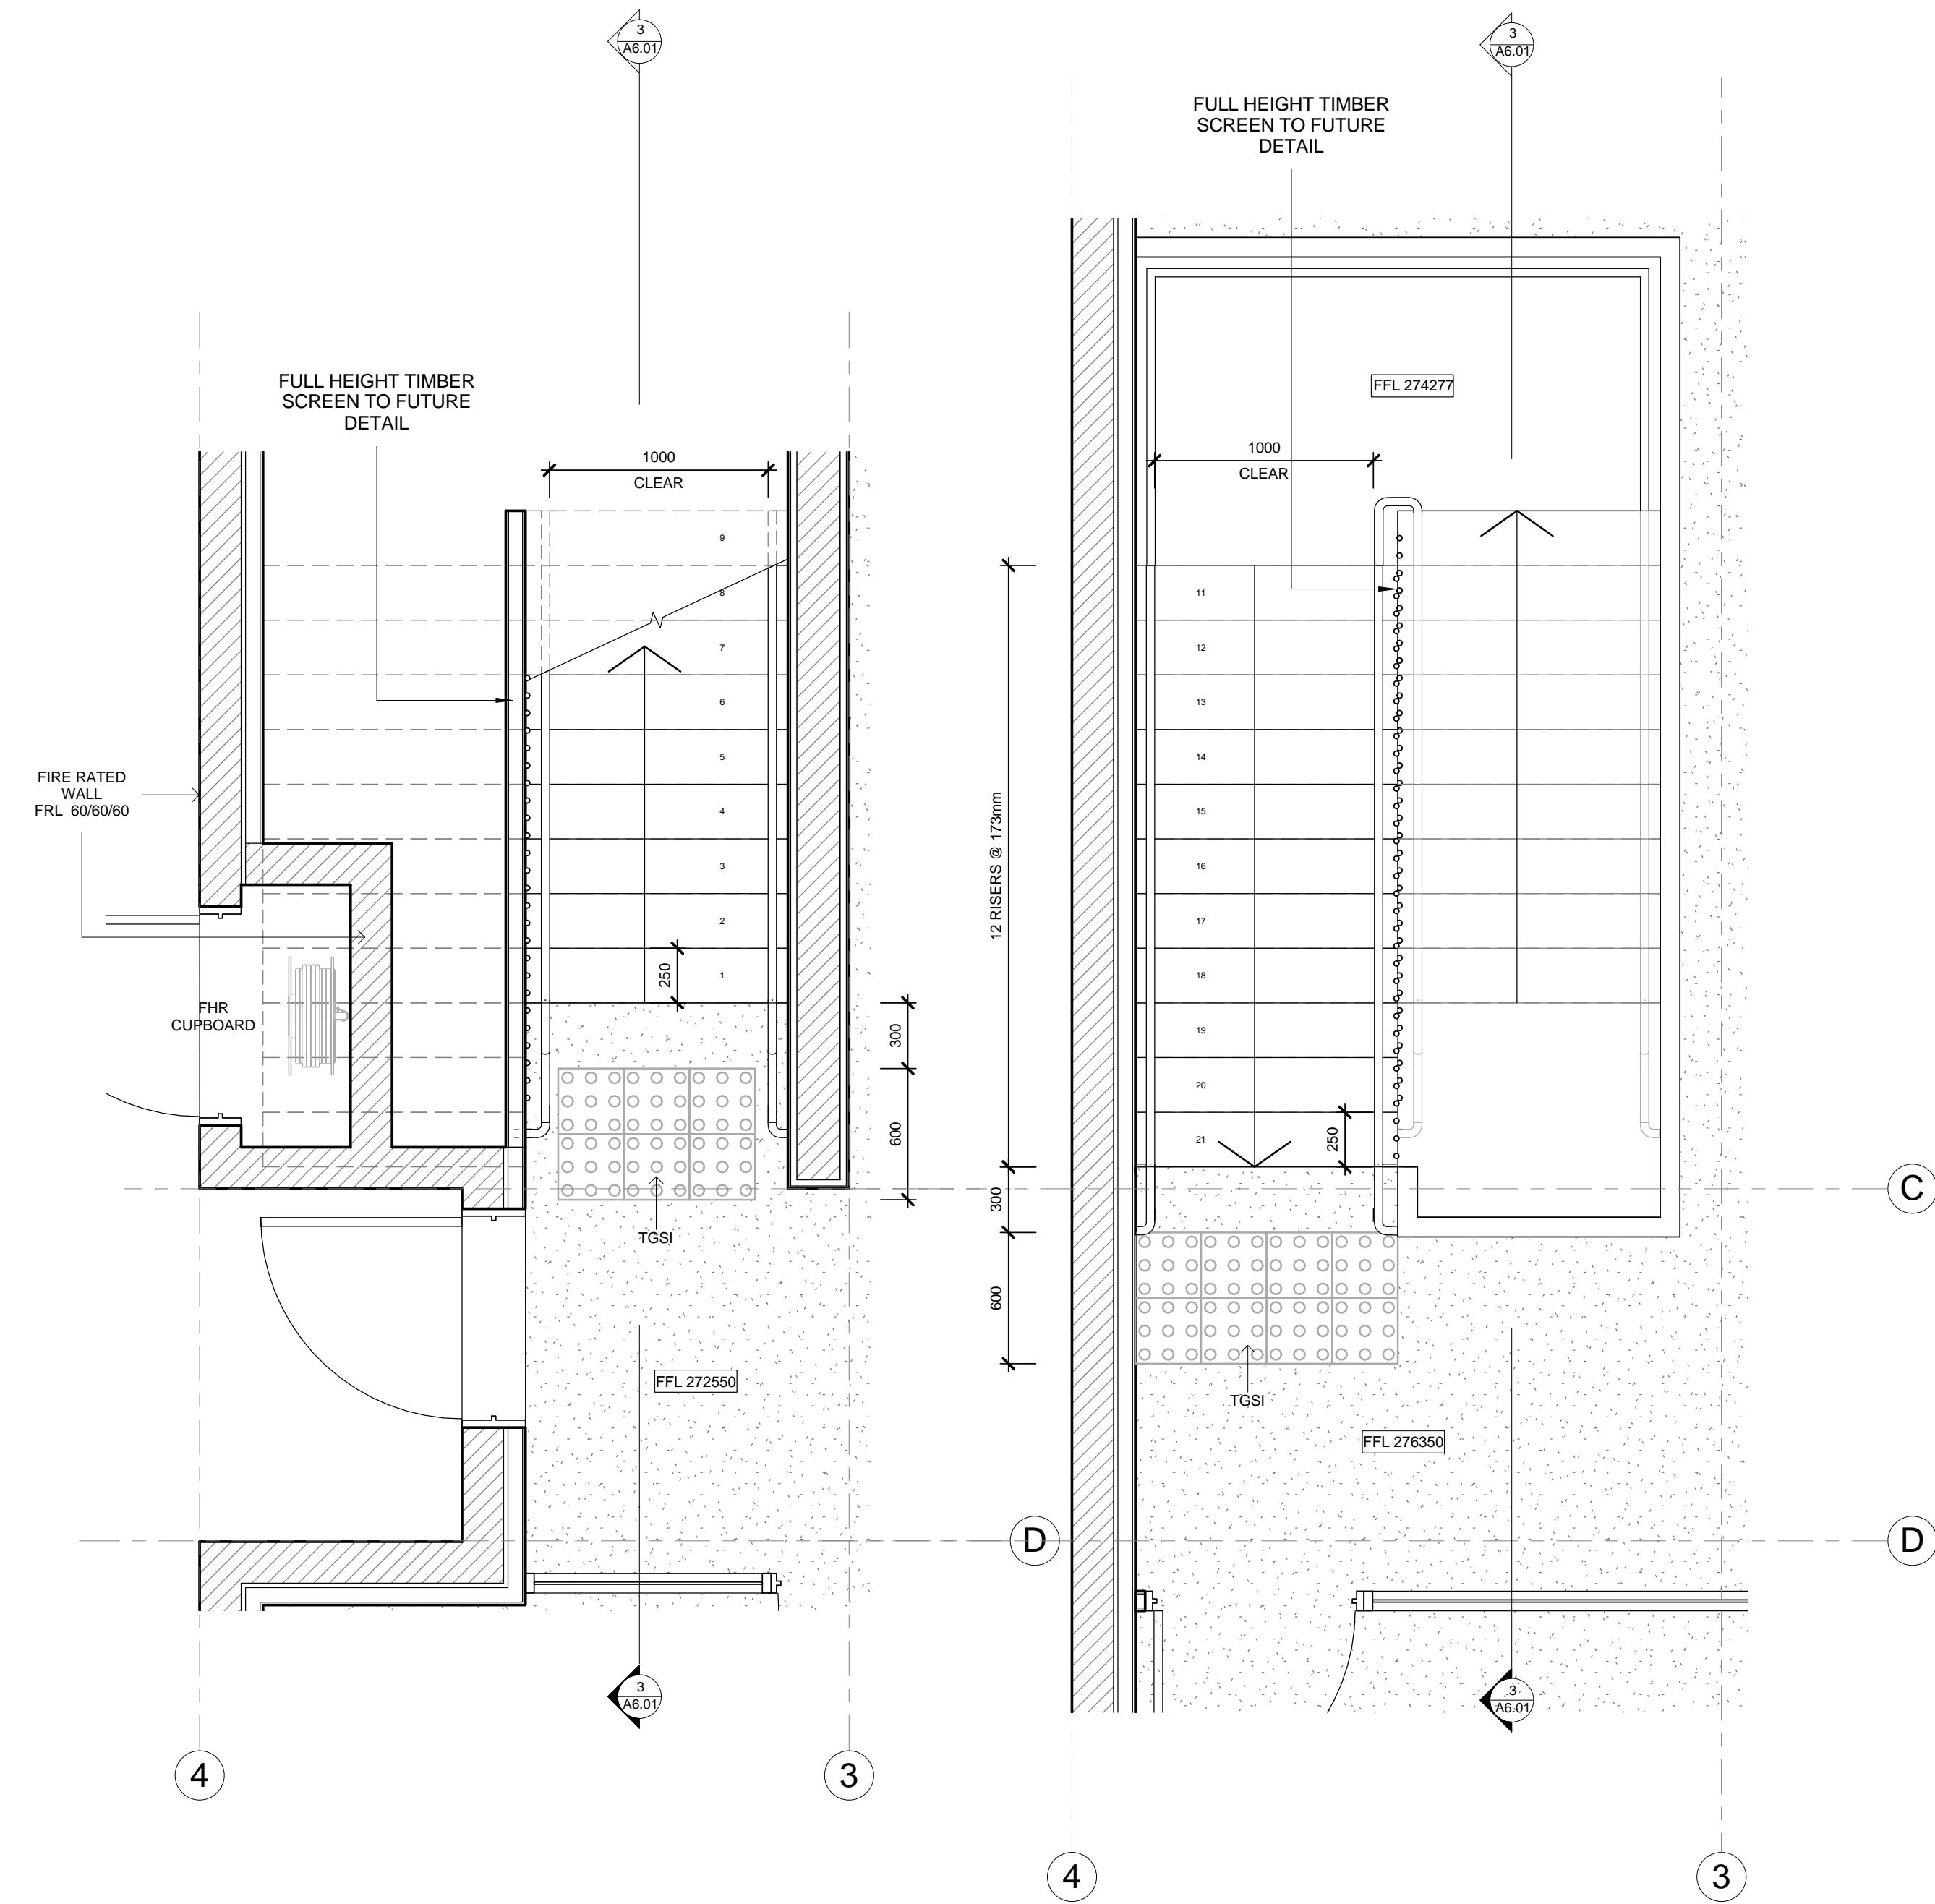 3
A6.01
FULL HEIGHT TIMBER
SCREEN TO FUTURE
DETAIL
1000
CLEAR
9
8
7
6
5
4
3
2
1
250
FIRE RATED
WALL
FRL 60/60/60
FHR
CUPBOARD
300
600
TGSI
FFL 272550
3
A6.01
4
3
3
A6.01
FULL HEIGHT TIMBER
SCREEN TO FUTURE
DETAIL
FFL 274277
1000
CLEAR
11
12
13
14
15
16
17
18
19
20
21
250
12 RISERS @ 173mm
300
600
TGSI
FFL 276350
C
D
D
3
A6.01
4
3